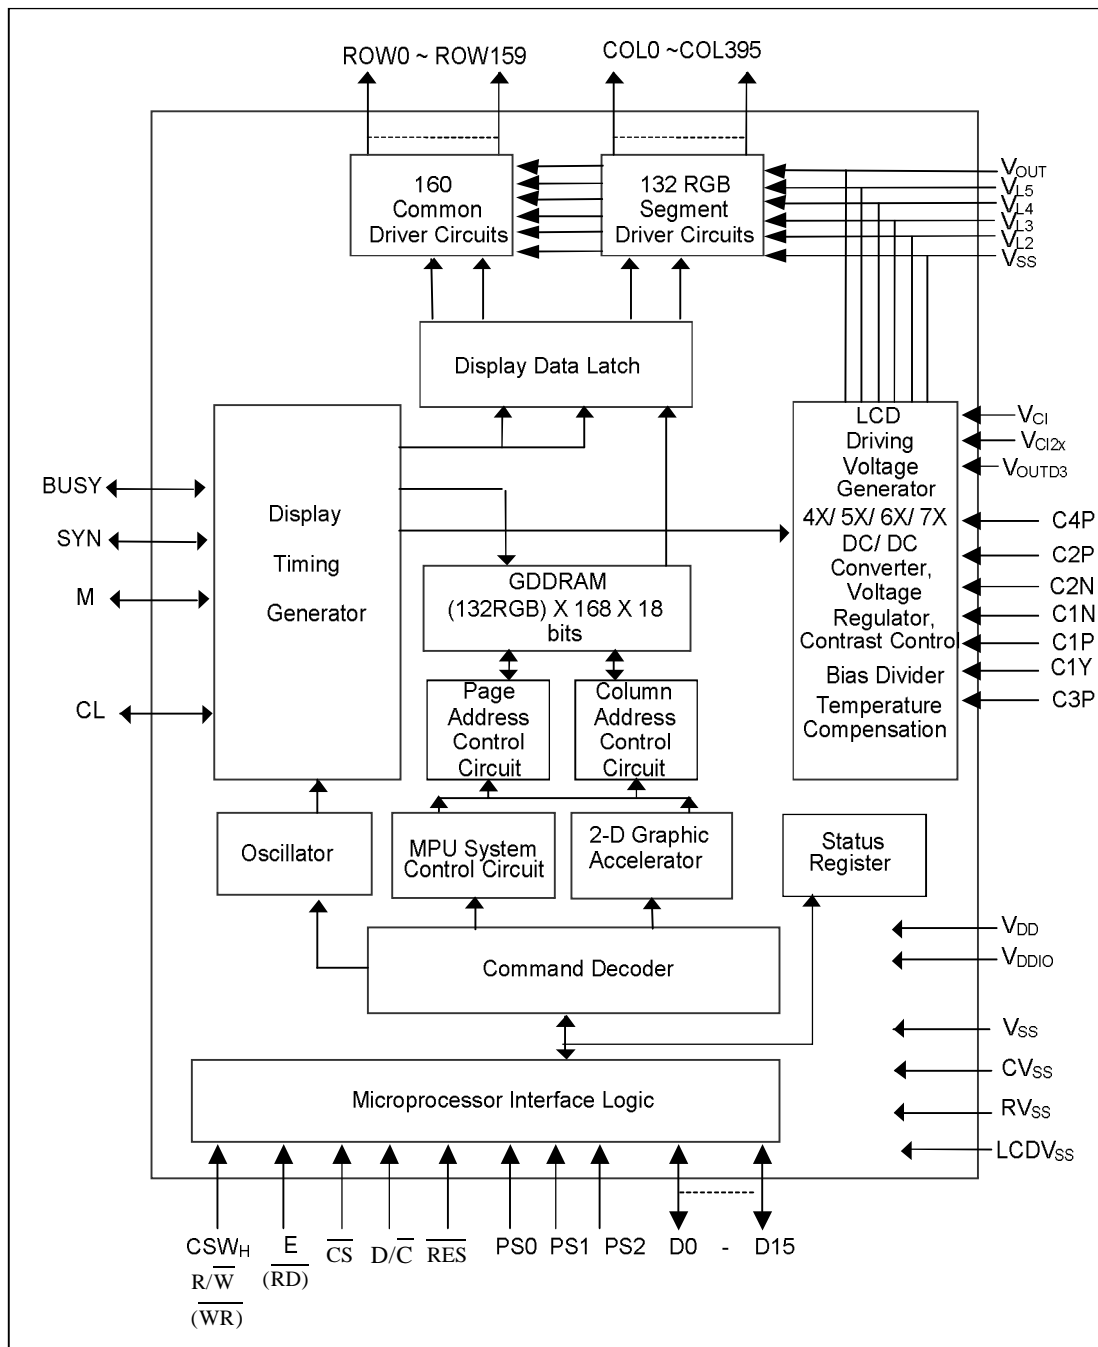 ROW0 ~ ROW159
COL0 ~COL395
160
Common
Driver Circuits
132 RGB
Segment
Driver Circuits
VOUT
VL5
VL4
VL3
VL2
VSS
Display Data Latch
LCD
Driving
Voltage
Generator
4X/ 5X/ 6X/ 7X
DC/ DC
Converter,
Voltage
Regulator,
Contrast Control
Bias Divider
Temperature
Compensation
VCI
VCI2x
VOUTD3
C4P
C2P
C2N
C1N
C1P
C1Y
C3P
BUSY
SYN
M
CL
Display
Timing
Generator
GDDRAM
(132RGB) X 168 X 18
bits
Page
Address
Control
Circuit
Column
Address
Control
Circuit
Oscillator
MPU System
Control Circuit
2-D Graphic
Accelerator
Status
Register
Command Decoder
VDD
VDDIO
VSS
CVSS
RVSS
LCDVSS
Microprocessor Interface Logic
CSWH
R/W̅
(W̅R̅)
E
(R̅D̅)
C̅S̅
D/C̅
R̅E̅S̅
PS0
PS1
PS2
D0 - D15